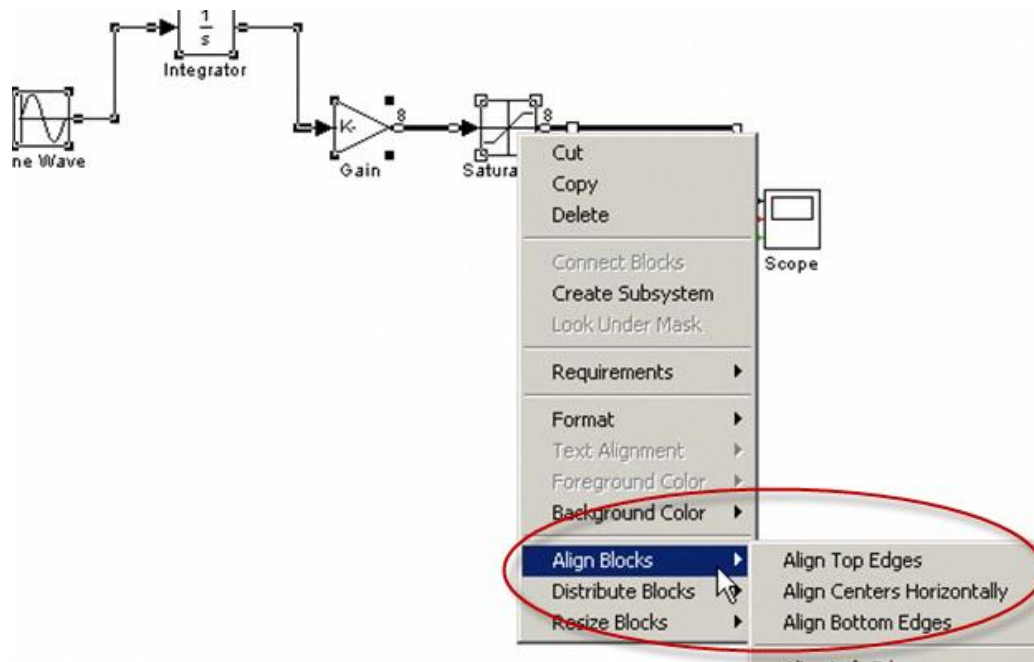 1
s
Integrator
ne Wave
K-
8
Gain
8
Satura
Scope
Cut
Copy
Delete
Connect Blocks
Create Subsystem
Look Under Mask
Requirements
Format
Text Alignment
Foreground Color
Background Color
Align Blocks
Distribute Blocks
Resize Blocks
Align Top Edges
Align Centers Horizontally
Align Bottom Edges